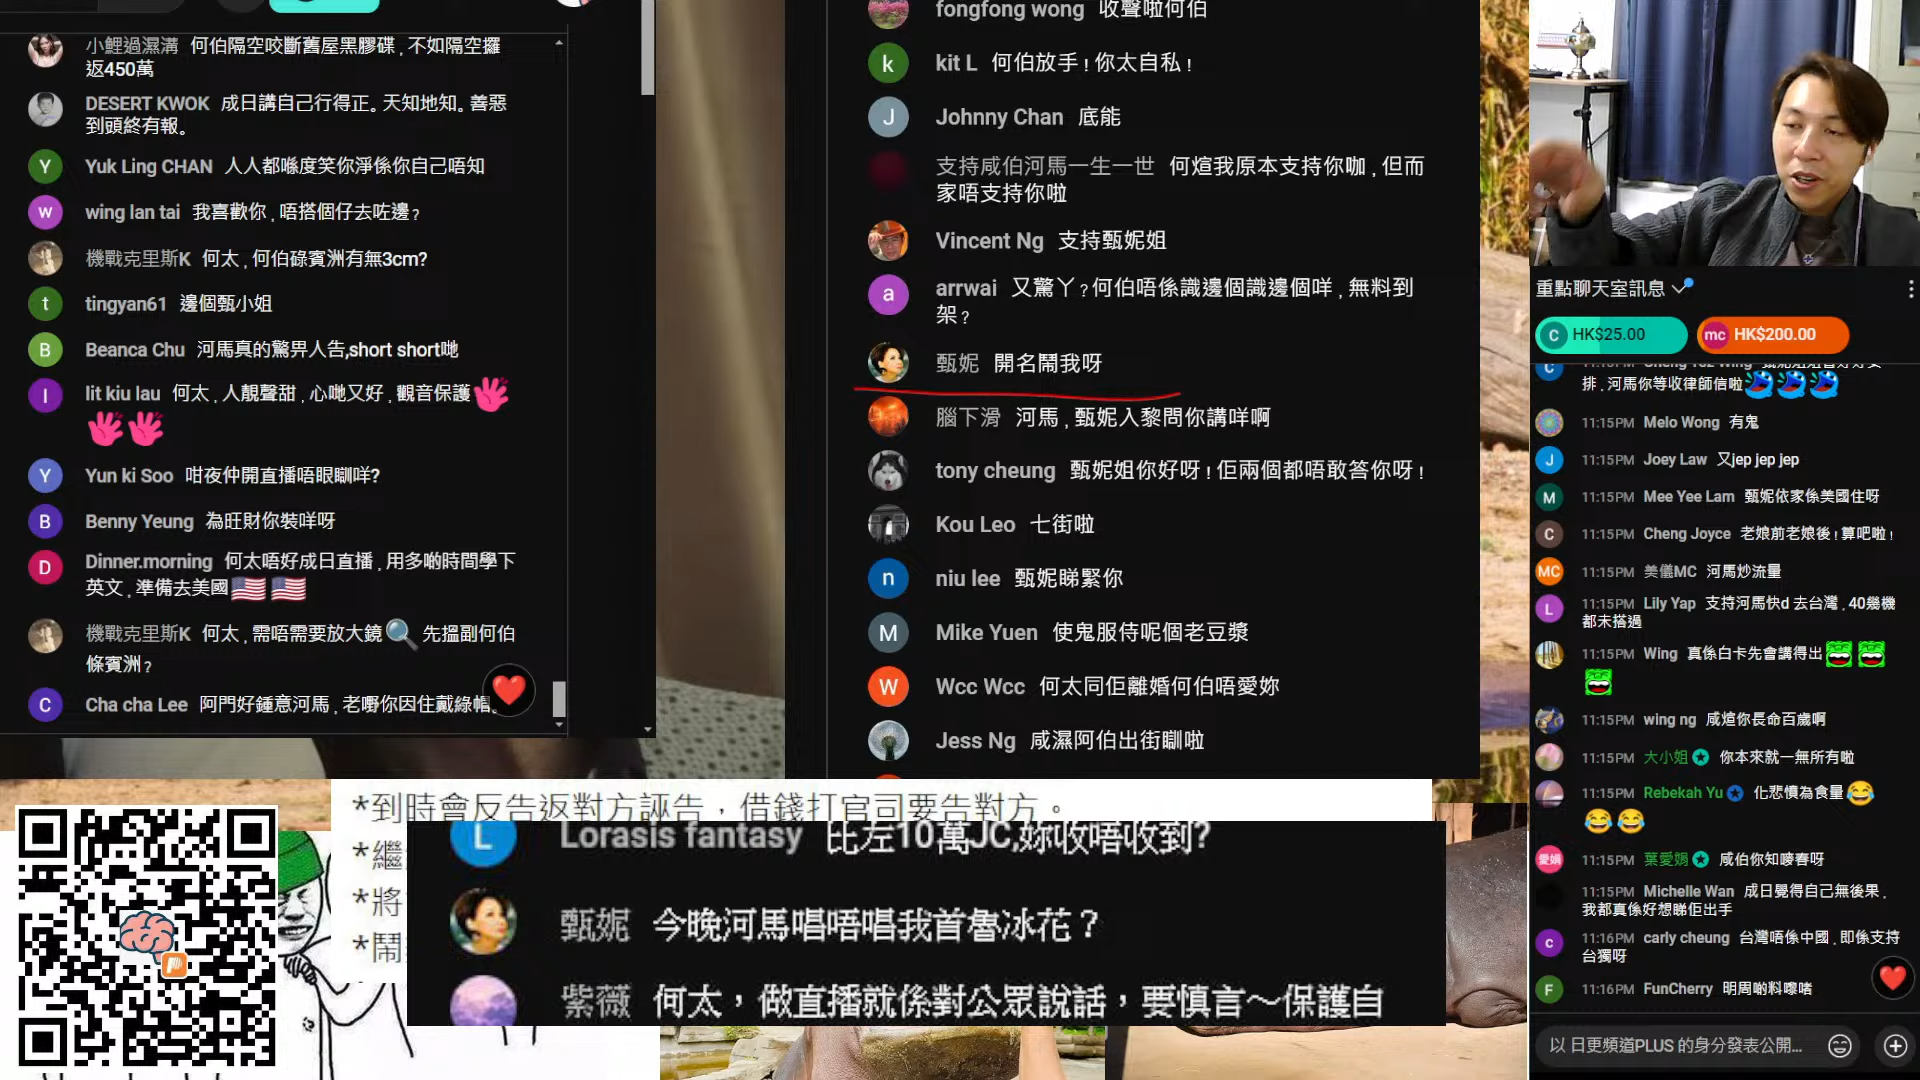 小鯉過濕溝 何伯隔空咬斷舊屋黑膠碟，不如隔空攞
返450萬
DESERT KWOK 成日講自己行得正。天知地知。善惡
到頭終有報。
Yuk Ling CHAN 人人都喺度笑你淨係你自己唔知
wing lan tai 我喜歡你，唔搭個仔去咗邊？
機戰克里斯K 何太，何伯碌賓洲有無3cm?
tingyan61 邊個甄小姐
Beanca Chu 河馬真的驚畀人告,short short哋
lit kiu lau 何太，人靚聲甜，心哋又好，觀音保護
Yun ki Soo 咁夜仲開直播唔眼瞓咩?
Benny Yeung 為旺財你裝咩呀
Dinner.morning 何太唔好成日直播，用多啲時間學下
英文，準備去美國🇺🇸🇺🇸
機戰克里斯K 何太，需唔需要放大鏡🔍先搵副何伯
條賓洲？
Cha cha Lee 阿門好鍾意河馬，老嘢你因住戴綠帽。
fongfong wong 收聲啦何伯
kit L 何伯放手！你太自私！
Johnny Chan 底能
支持咸伯河馬一生一世 何煊我原本支持你咖，但而
家唔支持你啦
Vincent Ng 支持甄妮姐
arrwai 又驚丫？何伯唔係識邊個識邊個咩，無料到
架？
甄妮 開名鬧我呀
腦下滑 河馬，甄妮入黎問你講咩啊
tony cheung 甄妮姐你好呀！佢兩個都唔敢答你呀！
Kou Leo 七街啦
niu lee 甄妮睇緊你
Mike Yuen 使鬼服侍呢個老豆漿
Wcc Wcc 何太同佢離婚何伯唔愛妳
Jess Ng 咸濕阿伯出街瞓啦
*到時會反告返對方誣告，借錢打官司要告對方。
*繼
*將
*鬧
Lorasis fantasy 比左10萬JC,妳收唔收到?
甄妮 今晚河馬唱唔唱我首魯冰花？
紫薇 何太，做直播就係對公眾說話，要慎言～保護自
重點聊天室訊息
C HK$25.00 mc HK$200.00
排，河馬你等收律師信啦
11:15PM Melo Wong 有鬼
11:15PM Joey Law 又jep jep jep
11:15PM Mee Yee Lam 甄妮依家係美國住呀
11:15PM Cheng Joyce 老娘前老娘後！算吧啦！
11:15PM 美儀MC 河馬炒流量
11:15PM Lily Yap 支持河馬快d 去台灣，40幾機
都未搭過
11:15PM Wing 真係白卡先會講得出
11:15PM wing ng 咸煊你長命百歲啊
11:15PM 大小姐 你本來就一無所有啦
11:15PM Rebekah Yu 化悲憤為食量😂
😂😂
11:15PM 葉愛娟 咸伯你知嘜春呀
11:15PM Michelle Wan 成日覺得自己無後果，
我都真係好想睇佢出手
11:16PM carly cheung 台灣唔係中國，即係支持
台獨呀
11:16PM FunCherry 明周啲料嚟啫
以 日更頻道PLUS 的身分發表公開...